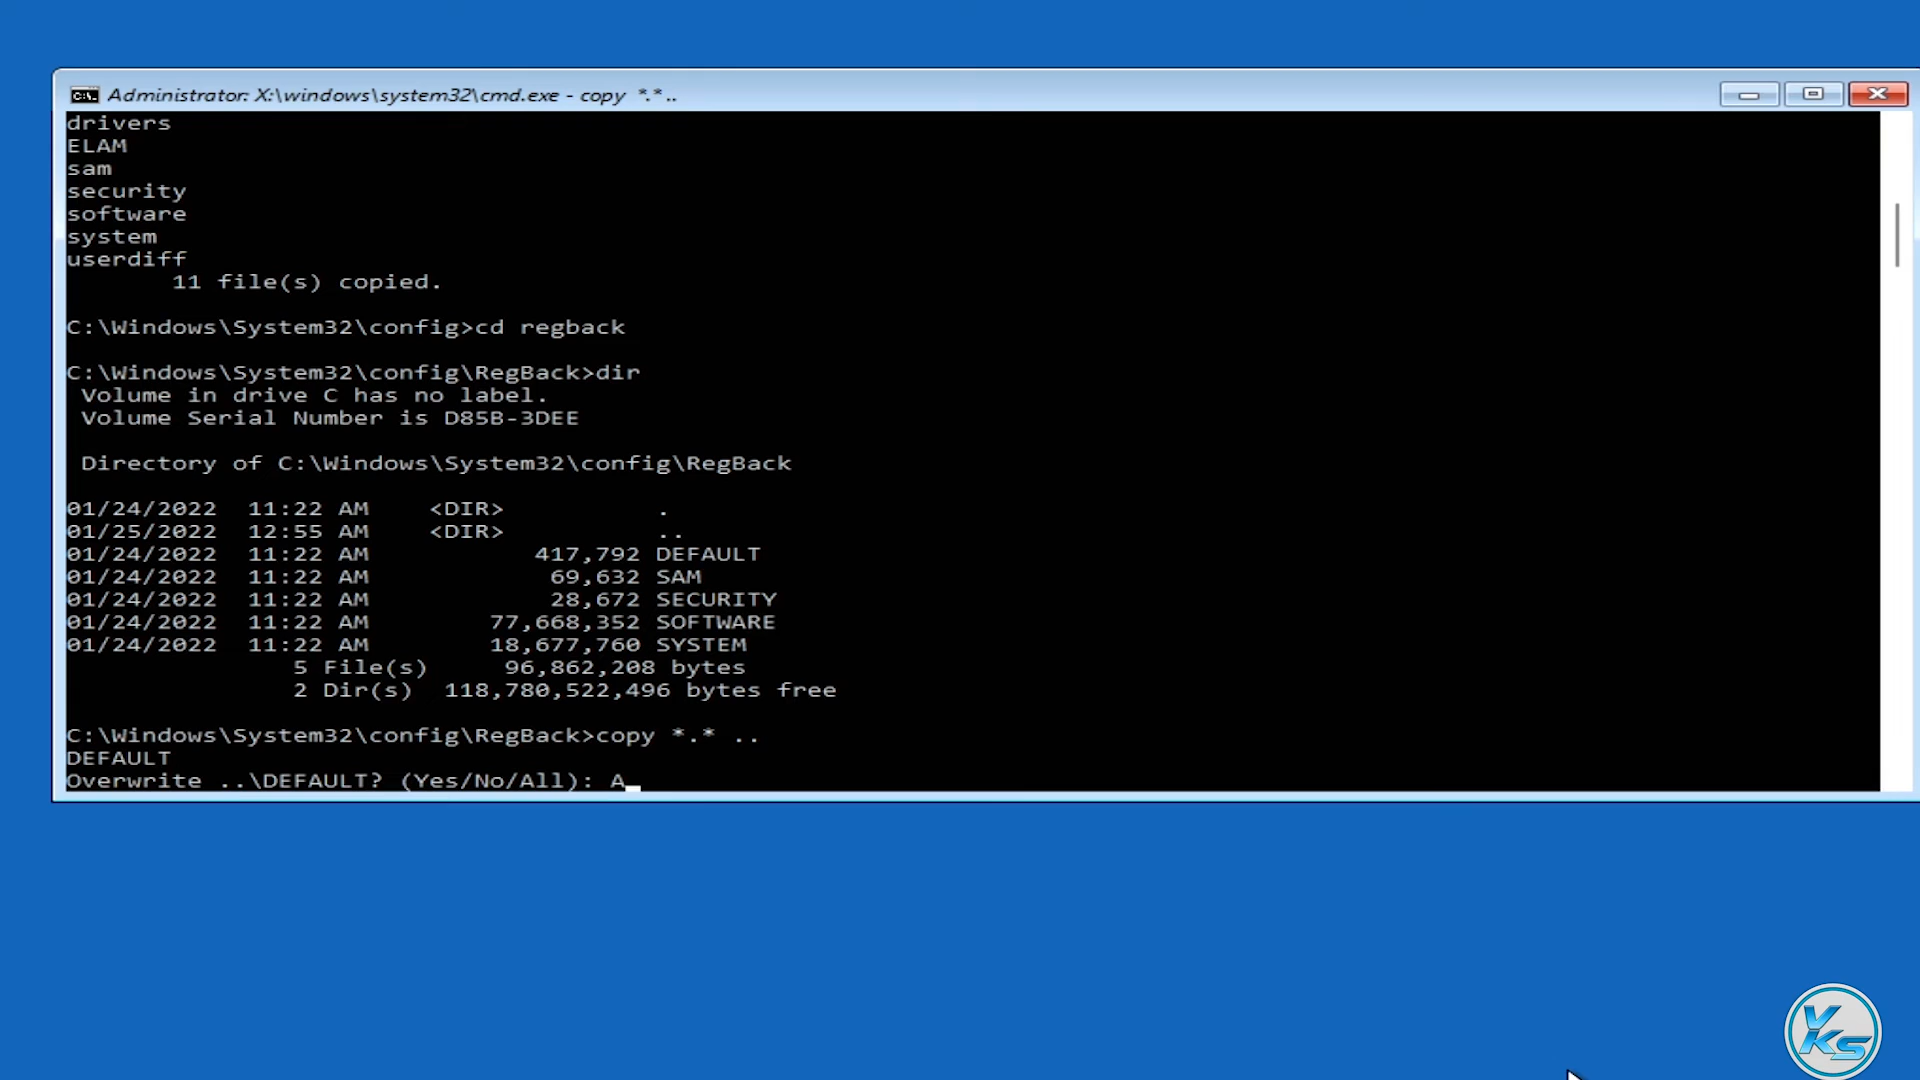 Administrator: X:\windows\system32\cmd.exe - copy *.* ..
drivers
ELAM
sam
security
software
system
userdiff
11 file(s) copied.
C:\Windows\System32\config>cd regback
C:\Windows\System32\config\RegBack>dir
Volume in drive C has no label.
Volume Serial Number is D85B-3DEE
Directory of C:\Windows\System32\config\RegBack
01/24/2022 11:22 AM <DIR> .
01/25/2022 12:55 AM <DIR> ..
01/24/2022 11:22 AM 417,792 DEFAULT
01/24/2022 11:22 AM 69,632 SAM
01/24/2022 11:22 AM 28,672 SECURITY
01/24/2022 11:22 AM 77,668,352 SOFTWARE
01/24/2022 11:22 AM 18,677,760 SYSTEM
5 File(s) 96,862,208 bytes
2 Dir(s) 118,780,522,496 bytes free
C:\Windows\System32\config\RegBack>copy *.* ..
DEFAULT
Overwrite ..\DEFAULT? (Yes/No/All): A
VKS